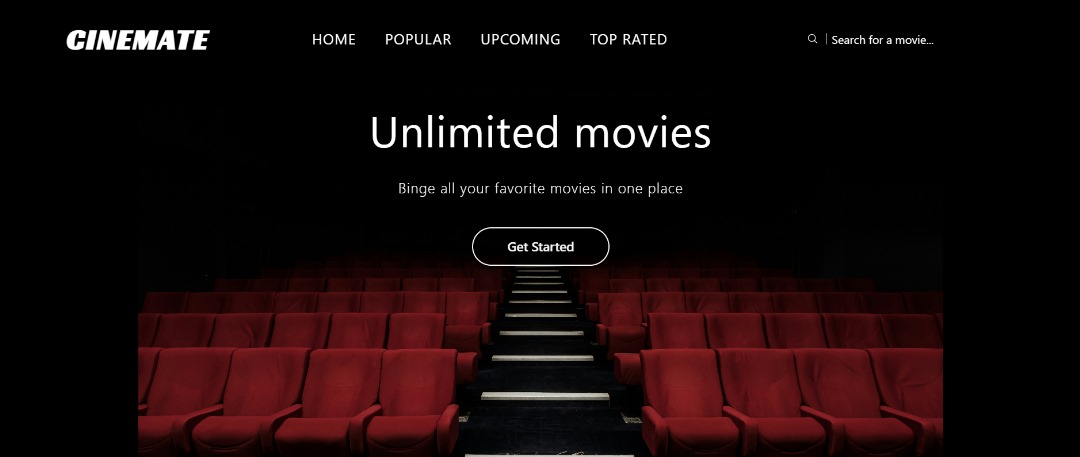 CINEMATE
HOME POPULAR UPCOMING TOP RATED
Search for a movie...
Unlimited movies
Binge all your favorite movies in one place
Get Started